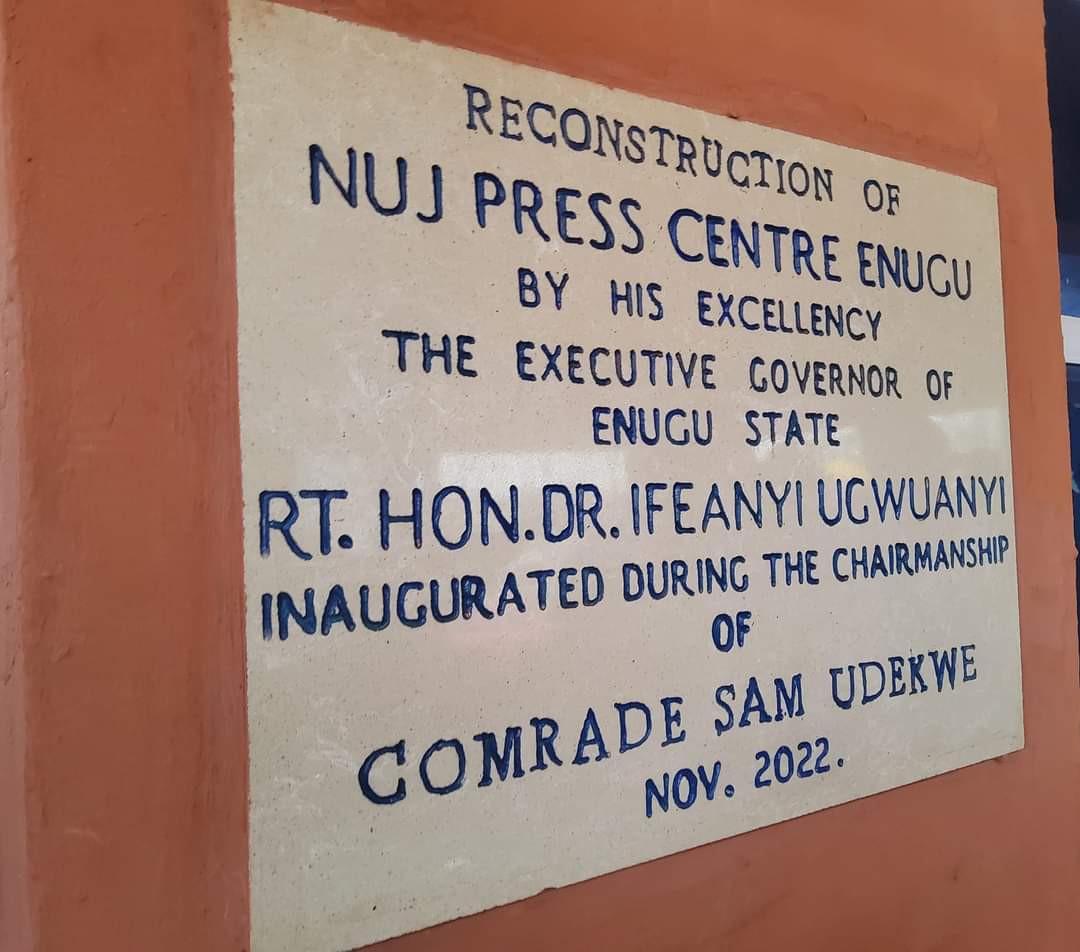 RECONSTRUCTION OF
NUJ PRESS CENTRE ENUGU
BY HIS EXCELLENCY
THE EXECUTIVE GOVERNOR OF
ENUGU STATE
RT. HON.DR. IFEANYI UGWUANYI
INAUGURATED DURING THE CHAIRMANSHIP
OF
COMRADE SAM UDEKWE
NOV. 2022.